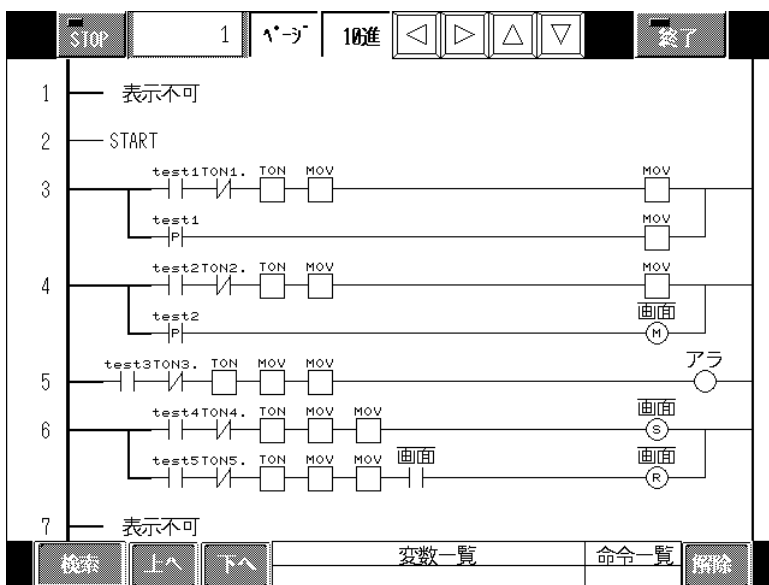 STOP 1 ページ 10進 ◁ ▷ △ ▽ 終了
1 表示不可
2 START
test1TON1. TON MOV MOV
3
test1 MOV
P
test2TON2. TON MOV MOV
4
test2 画面
P M
test3TON3. TON MOV MOV アラ
5
test4TON4. TON MOV MOV 画面
6 S
test5TON5. TON MOV MOV 画面 画面
R
7 表示不可
検索 上へ 下へ 変数一覧 命令一覧 解除